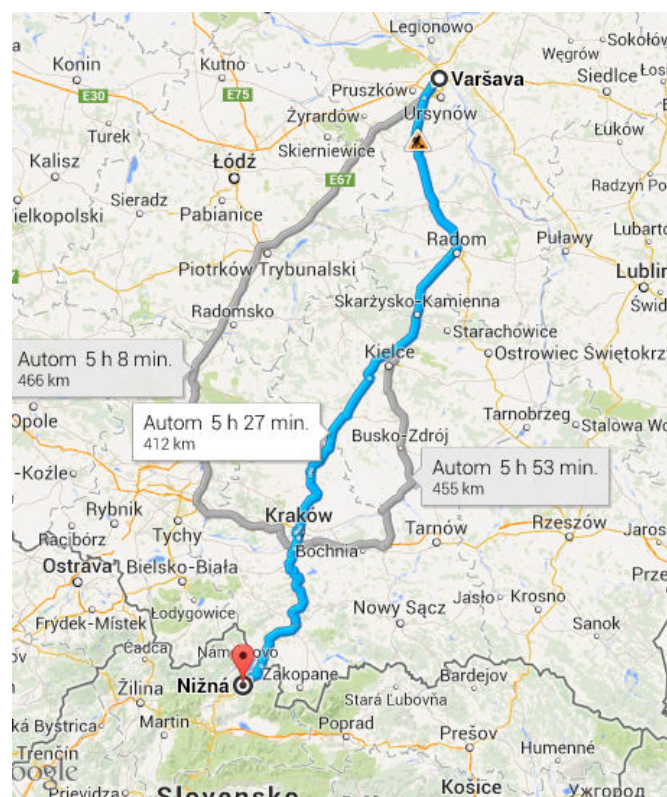 Legionowo
Sokołów
Konin
Kutno
Węgrów
Varšava
E30
E75
Pruszków
Siedlce
Łos
Ursynów
Żyrardów
Turek
Skierniewice
Łuków
Kalisz
Łódź
E67
Radzyń Po
ielkopolski
Sieradz
Pabianice
Lubarto
Radom
Puławy
Piotrków Trybunalski
Lublin
Skarżysko-Kamienna
Świd
Radomsko
Starachowice
Autom 5 h 8 min.
466 km
Kielce
Ostrowiec Świętokrz
Opole
Autom 5 h 27 min.
412 km
Tarnobrzeg
Stalowa Wo
Busko-Zdrój
-Koźle
Autom 5 h 53 min.
455 km
Rybnik
Kraków
Racibórz
Tychy
Bochnia
Tarnów
Rzeszów
Jaros
Ostrava
Bielsko-Biała
Prze
Jasło
Krosno
Łodygowice
Nowy Sącz
Frýdek-Místek
Sanok
Čadca
Nižná
Zakopane
Bardejov
Žilina
Stará Ľubovňa
ká Bystrica
Martin
Poprad
Prešov
Trenčín
Humenné
oogle
Prievidza
Slovensko
Košice
Ужгород